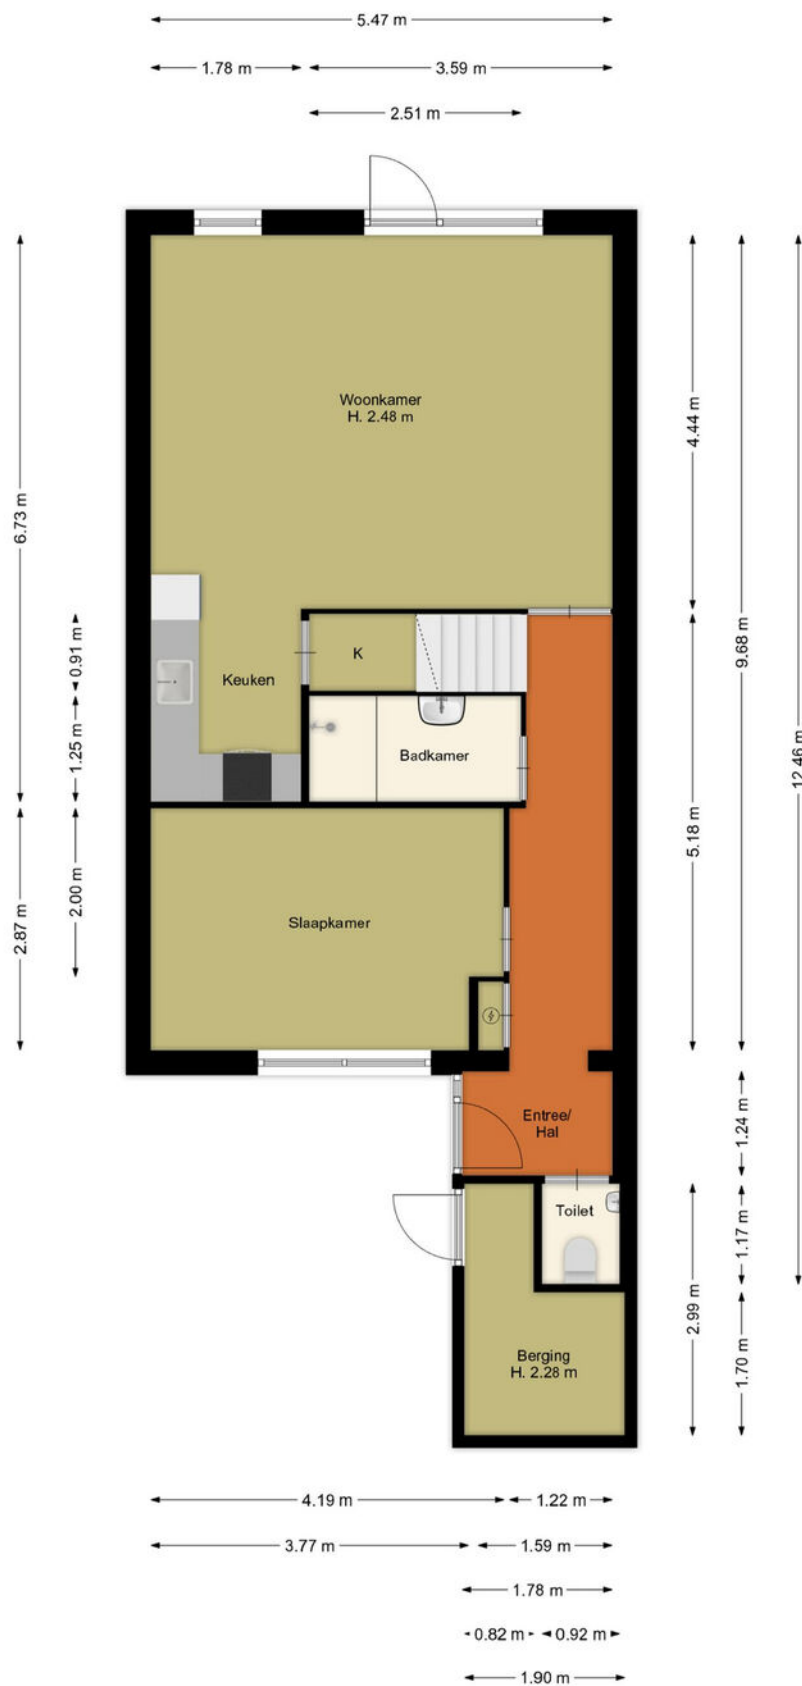 5.47 m
1.78 m
3.59 m
2.51 m
Woonkamer
H. 2.48 m
4.44 m
6.73 m
9.68 m
0.91 m
K
Keuken
12.46 m
1.25 m
Badkamer
5.18 m
2.00 m
2.87 m
Slaapkamer
Entree/
Hal
1.24 m
Toilet
1.17 m
2.99 m
Berging
H. 2.28 m
1.70 m
4.19 m
1.22 m
3.77 m
1.59 m
1.78 m
0.82 m
0.92 m
1.90 m